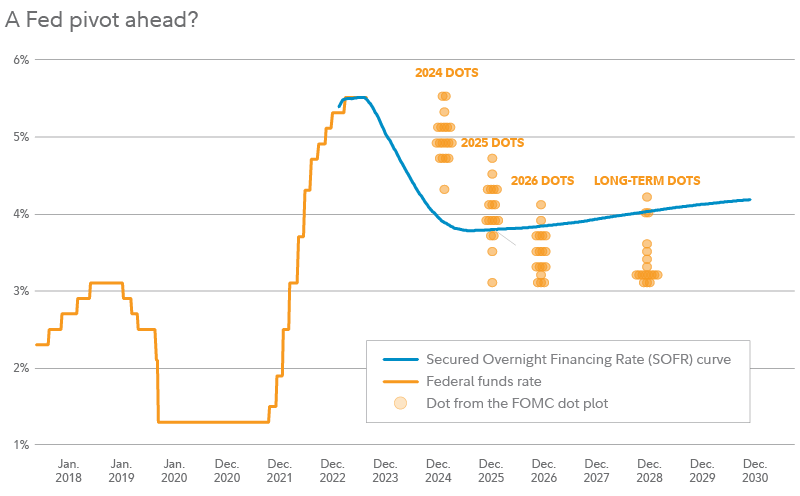 A Fed pivot ahead?
6%
5%
4%
3%
2%
1%
2024 DOTS
2025 DOTS
2026 DOTS
LONG-TERM DOTS
Secured Overnight Financing Rate (SOFR) curve
Federal funds rate
Dot from the FOMC dot plot
Jan. 2018
Jan. 2019
Jan. 2020
Dec. 2020
Dec. 2021
Dec. 2022
Dec. 2023
Dec. 2024
Dec. 2025
Dec. 2026
Dec. 2027
Dec. 2028
Dec. 2029
Dec. 2030